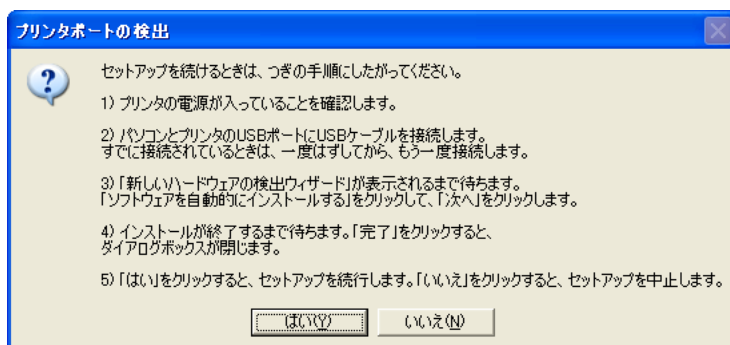 プリンタポートの検出
セットアップを続けるときは、つぎの手順にしたがってください。
1) プリンタの電源が入っていることを確認します。
2) パソコンとプリンタのUSBポートにUSBケーブルを接続します。
すでに接続されているときは、一度はずしてから、もう一度接続します。
3)「新しいハードウェアの検出ウィザード」が表示されるまで待ちます。
「ソフトウェアを自動的にインストールする」をクリックして、「次へ」をクリックします。
4) インストールが終了するまで待ちます。「完了」をクリックすると、
ダイアログボックスが閉じます。
5)「はい」をクリックすると、セットアップを続行します。「いいえ」をクリックすると、セットアップを中止します。
はい(Y)
いいえ(N)